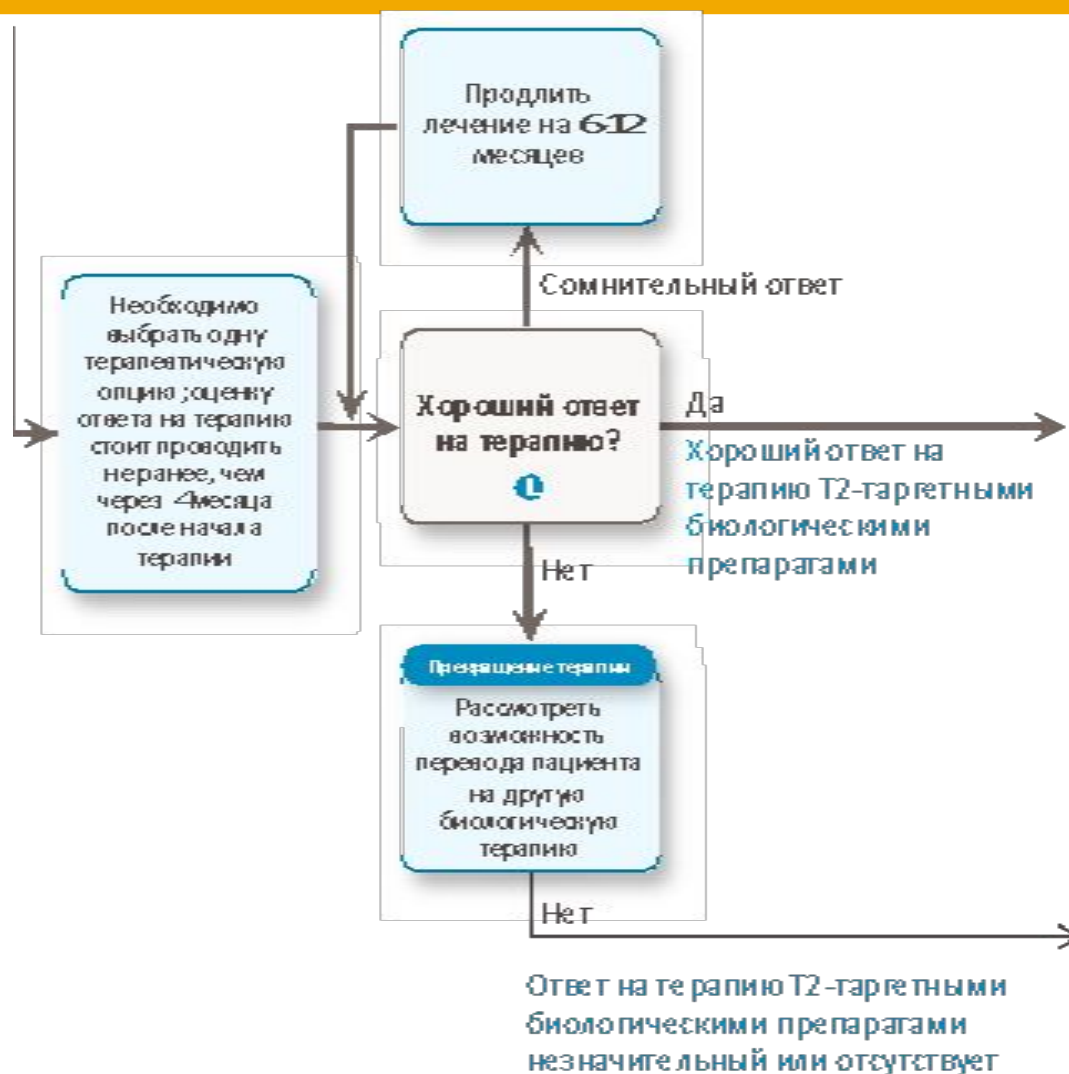 Продлить
лечение на 6-12
месяцев
Сомнительный ответ
Необходимо
выбрать одну
терапевтическую
опцию ; оценку
ответа на терапию
стоит проводить
не ранее, чем
через 4 месяца
после начала
терапии
Хороший ответ
на терапию?
Да
Хороший ответ на
терапию T2-таргетными
биологическими
препаратами
Нет
Прекращение терапии
Рассмотреть
возможность
перевода пациента
на другую
биологическую
терапию
Нет
Ответ на терапию T2-таргетными
биологическими препаратами
незначительный или отсутствует